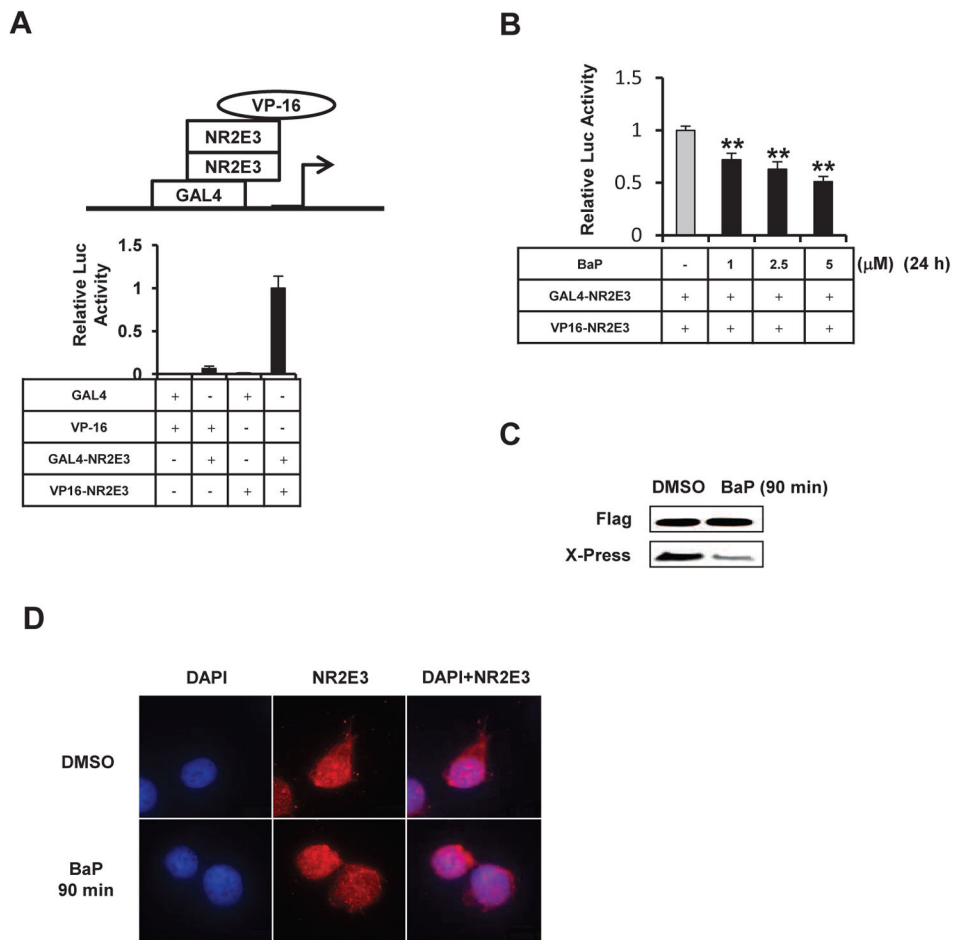 A
VP-16
NR2E3
NR2E3
GAL4
Relative Luc Activity
1.5
1
0.5
0
GAL4 + - + -
VP-16 + + - -
GAL4-NR2E3 - + - +
VP16-NR2E3 - - + +
B
Relative Luc Activity
1.5
1
0.5
0
** ** **
BaP - 1 2.5 5 (μM) (24 h)
GAL4-NR2E3 + + + +
VP16-NR2E3 + + + +
C
DMSO BaP (90 min)
Flag
X-Press
D
DAPI NR2E3 DAPI+NR2E3
DMSO
BaP
90 min